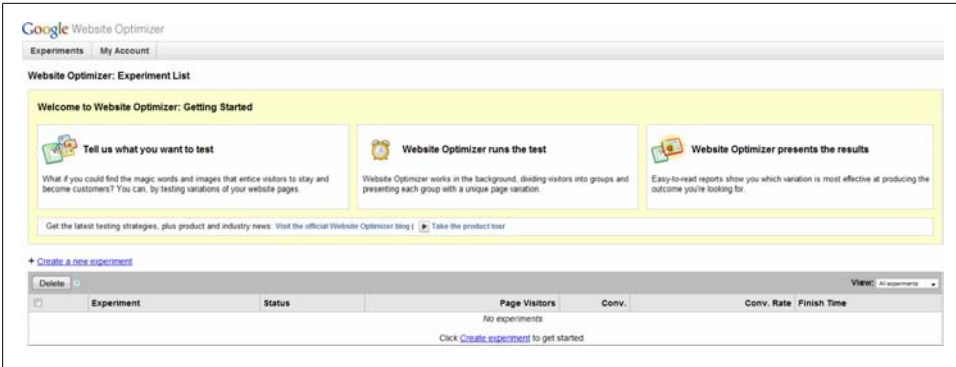 Google Website Optimizer
Experiments My Account
Website Optimizer: Experiment List
Welcome to Website Optimizer: Getting Started
Tell us what you want to test
What if you could find the magic words and images that entice visitors to stay and
become customers? You can, by testing variations of your website pages.
Website Optimizer runs the test
Website Optimizer works in the background, dividing visitors into groups and
presenting each group with a unique page variation.
Website Optimizer presents the results
Easy-to-read reports show you which variation is most effective at producing the
outcome you're looking for.
Get the latest testing strategies, plus product and industry news: Visit the official Website Optimizer blog | Take the product tour
+ Create a new experiment
Delete ? View: All experiments
Experiment Status Page Visitors Conv. Conv. Rate Finish Time
No experiments
Click Create experiment to get started.